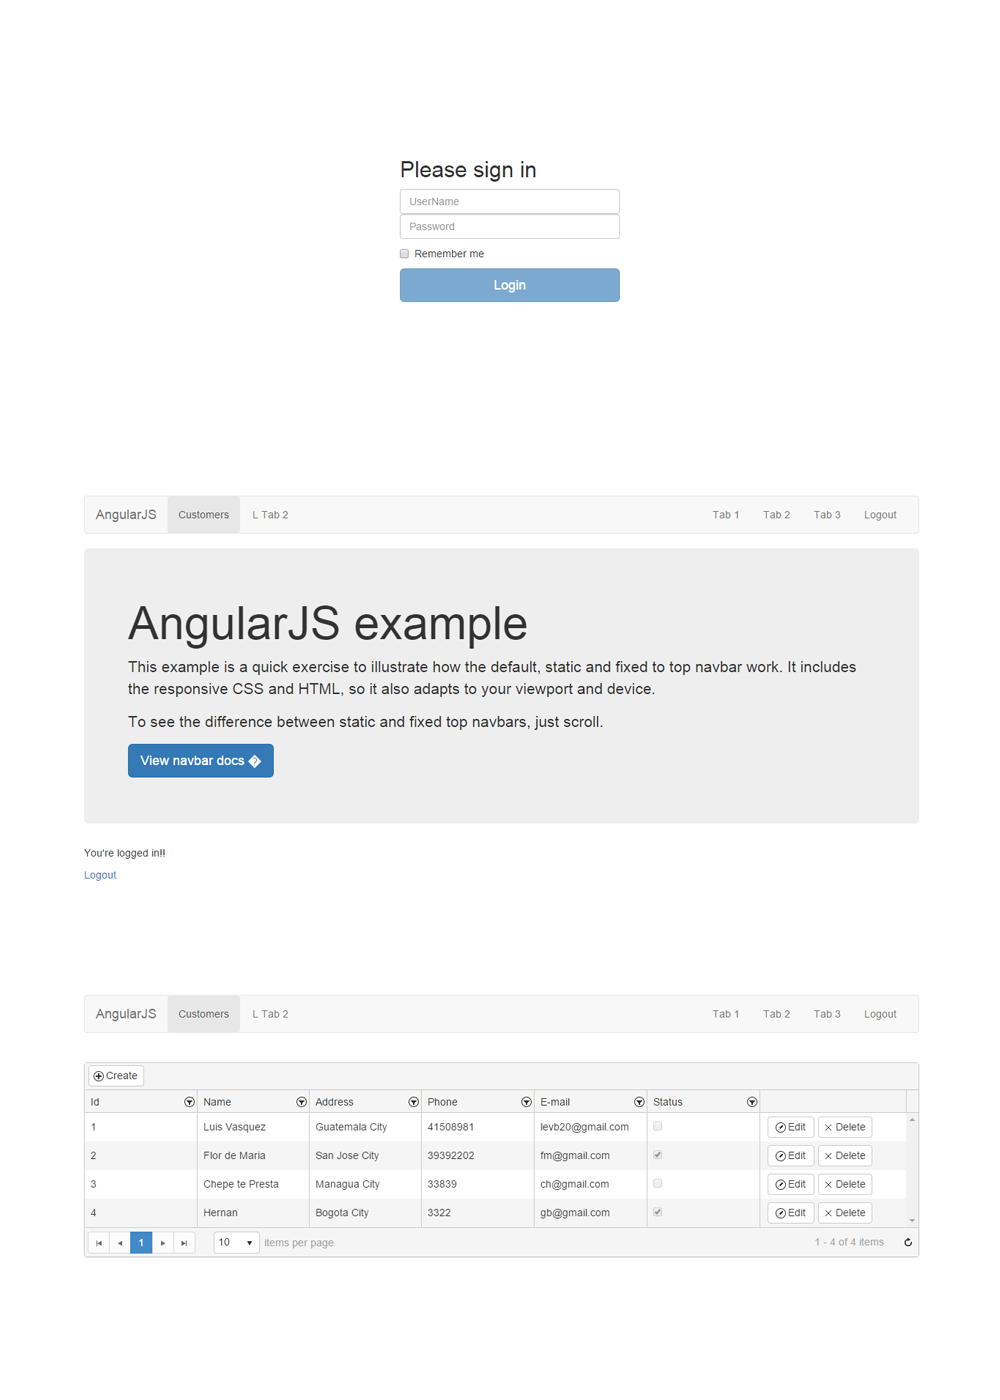 Please sign in
UserName
Password
Remember me
Login
AngularJS Customers L Tab 2 Tab 1 Tab 2 Tab 3 Logout
AngularJS example
This example is a quick exercise to illustrate how the default, static and fixed to top navbar work. It includes
the responsive CSS and HTML, so it also adapts to your viewport and device.
To see the difference between static and fixed top navbars, just scroll.
View navbar docs �
You're logged in!!
Logout
AngularJS Customers L Tab 2 Tab 1 Tab 2 Tab 3 Logout
Create
Id Name Address Phone E-mail Status
1 Luis Vasquez Guatemala City 41508981 levb20@gmail.com Edit Delete
2 Flor de Maria San Jose City 39392202 fm@gmail.com Edit Delete
3 Chepe te Presta Managua City 33839 ch@gmail.com Edit Delete
4 Hernan Bogota City 3322 gb@gmail.com Edit Delete
1 10 items per page 1 - 4 of 4 items